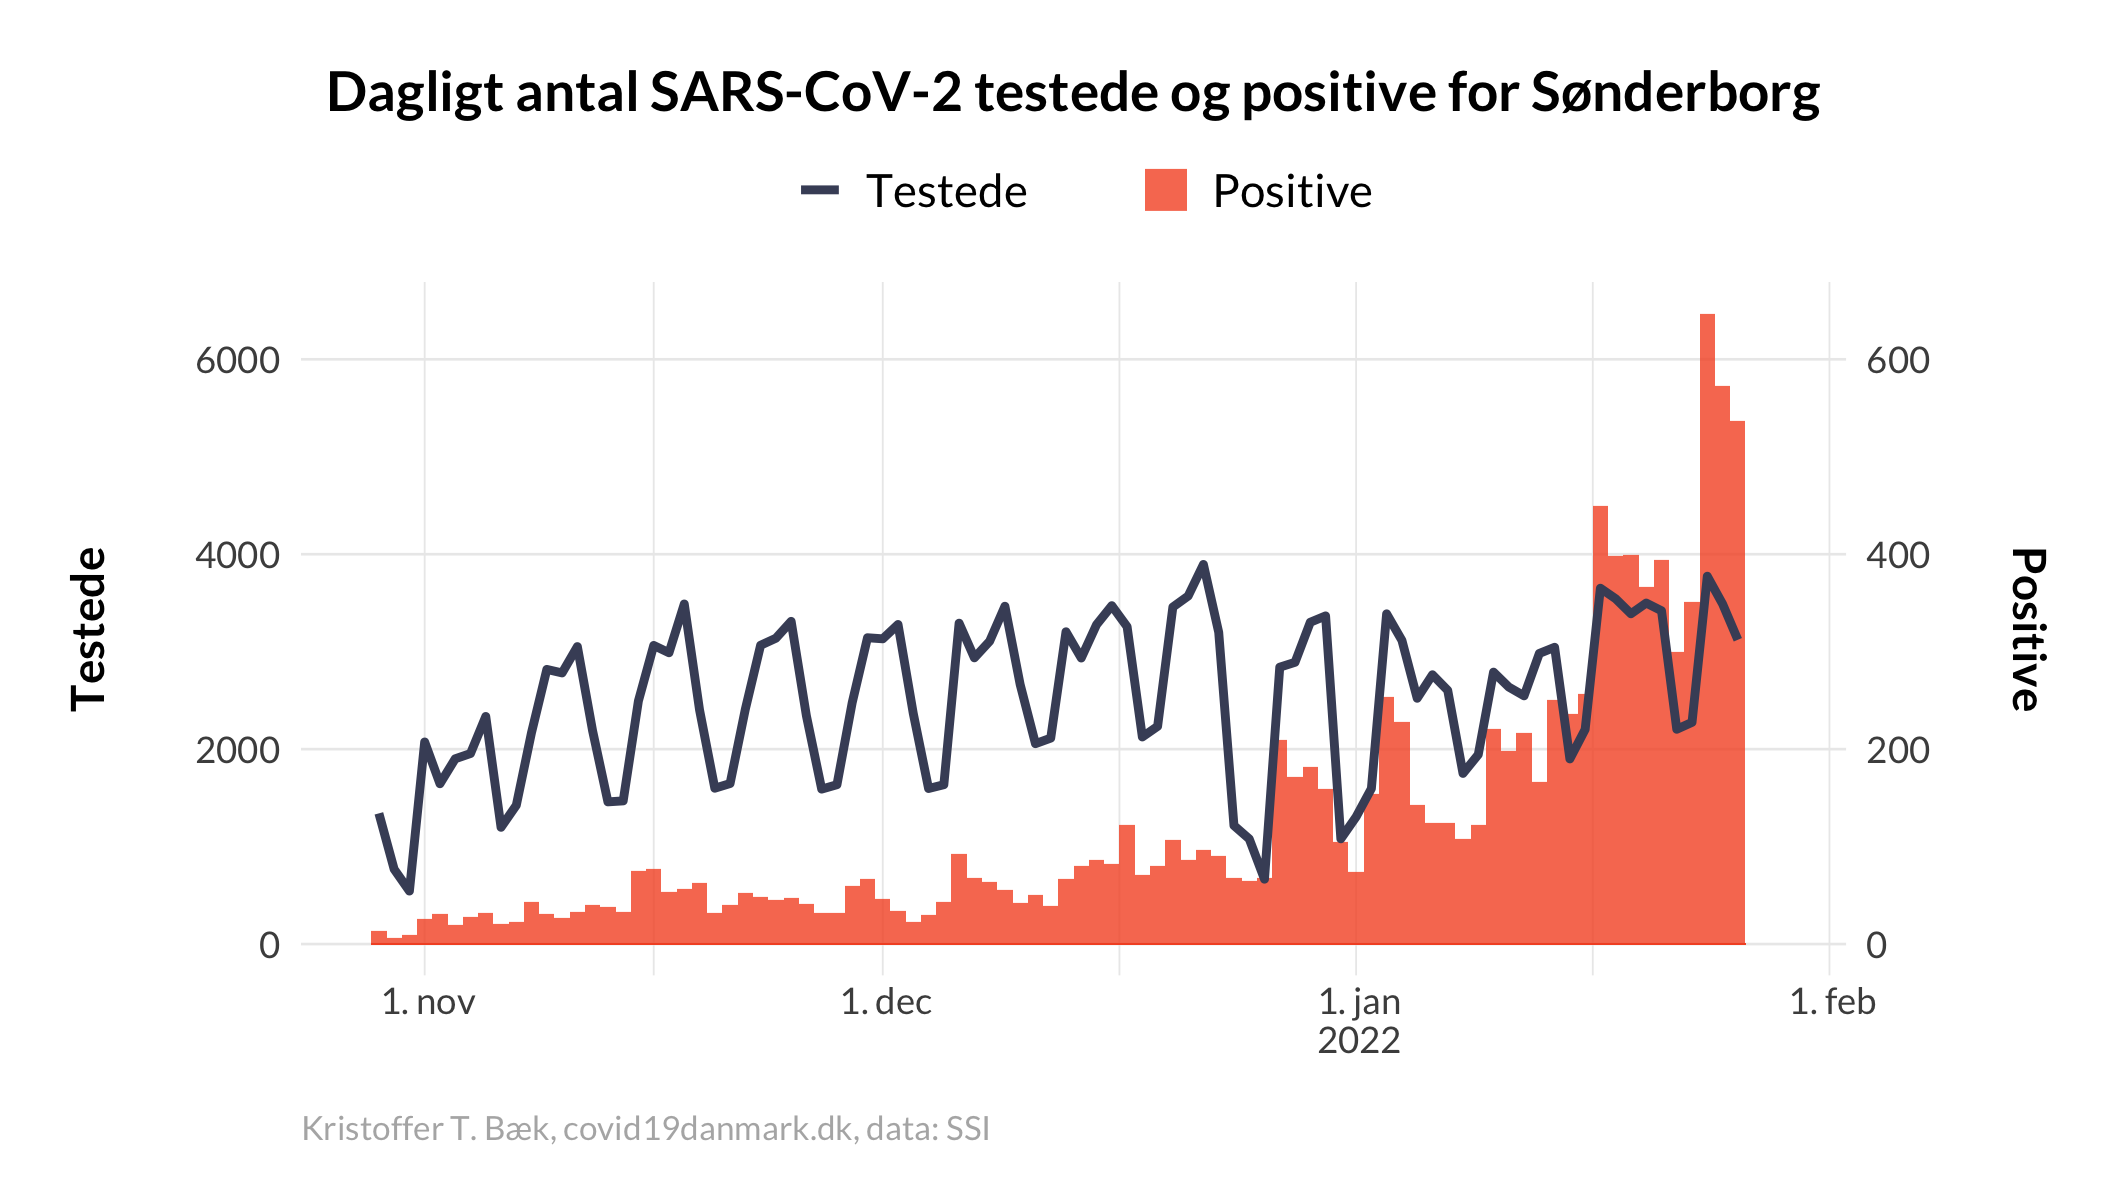 Dagligt antal SARS-CoV-2 testede og positive for Sønderborg
Testede Positive
6000 600
4000 400
2000 200
0 0
Testede
Positive
1. nov 1. dec 1. jan 1. feb
2022
Kristoffer T. Bæk, covid19danmark.dk, data: SSI